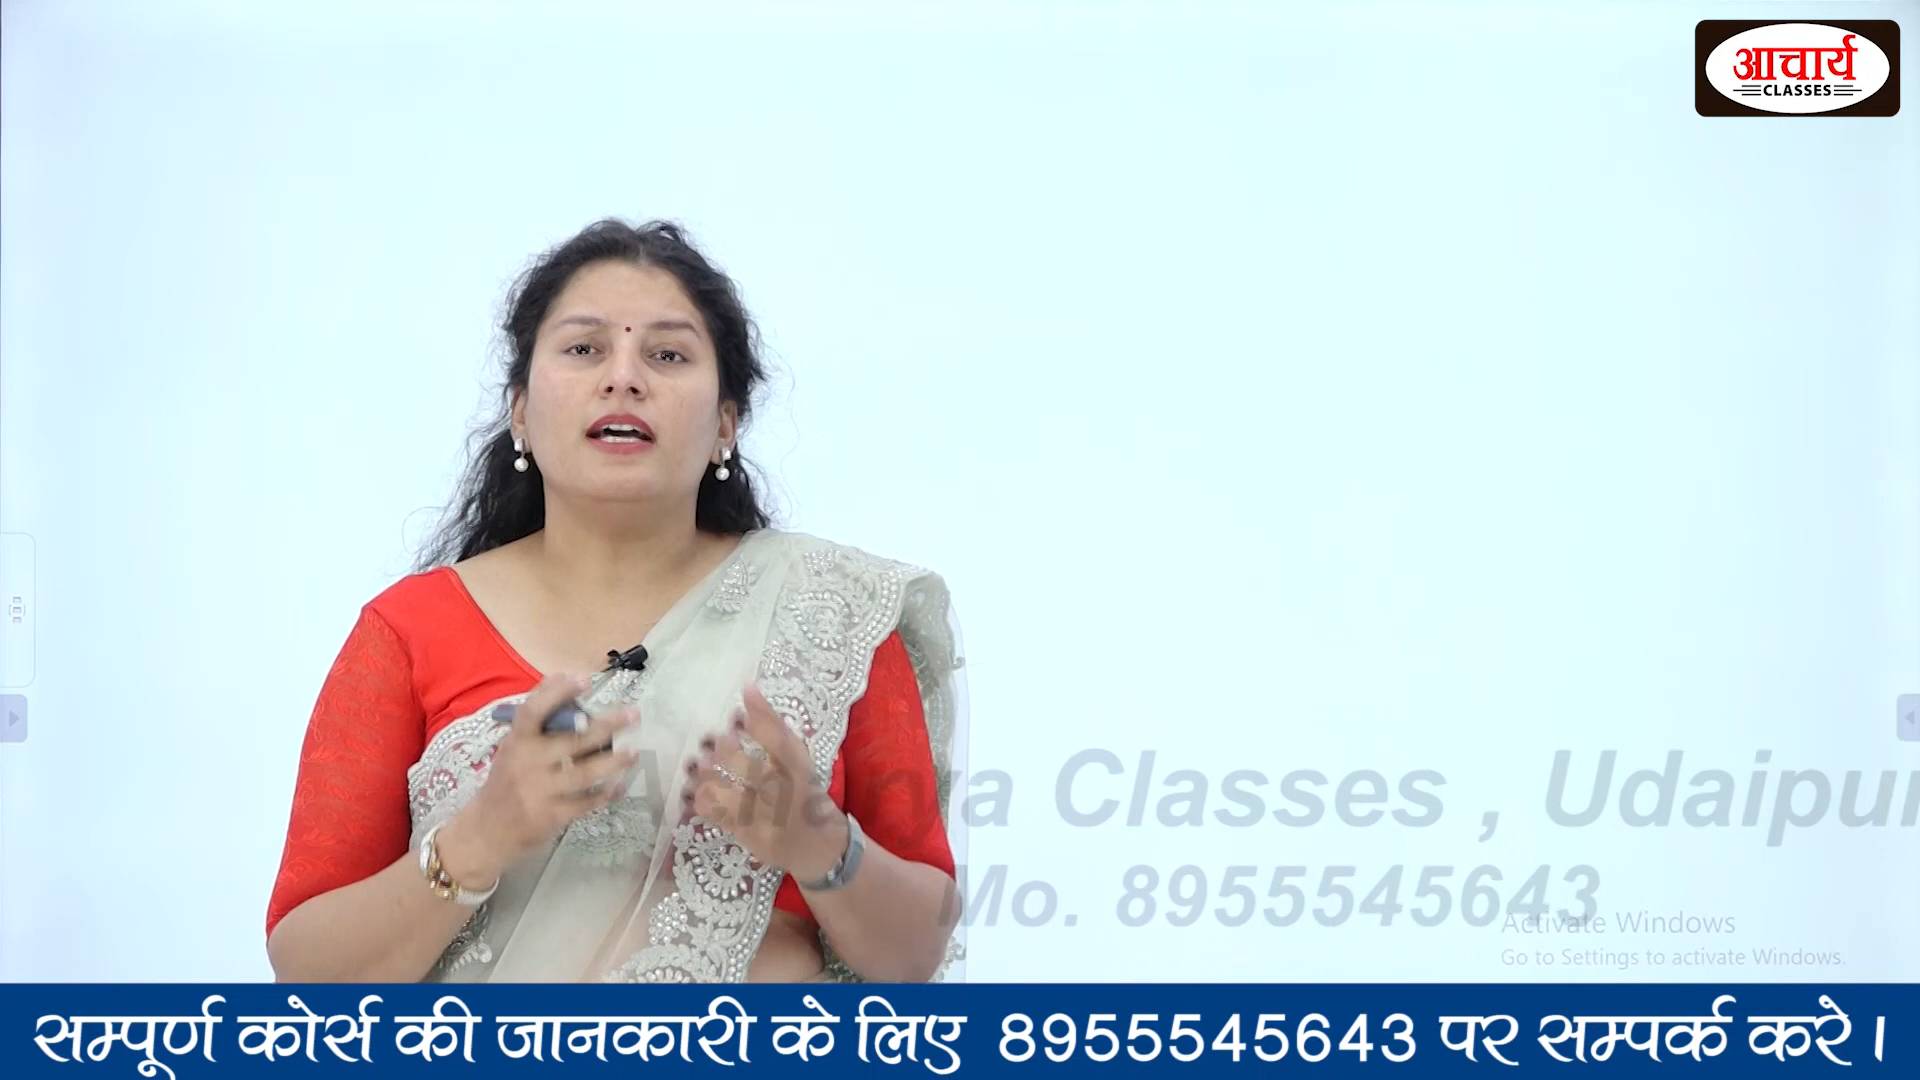 आचार्य
CLASSES
Acharya Classes , Udaipur
Mo. 8955545643
Activate Windows
Go to Settings to activate Windows.
सम्पूर्ण कोर्स की जानकारी के लिए 8955545643 पर सम्पर्क करे ।